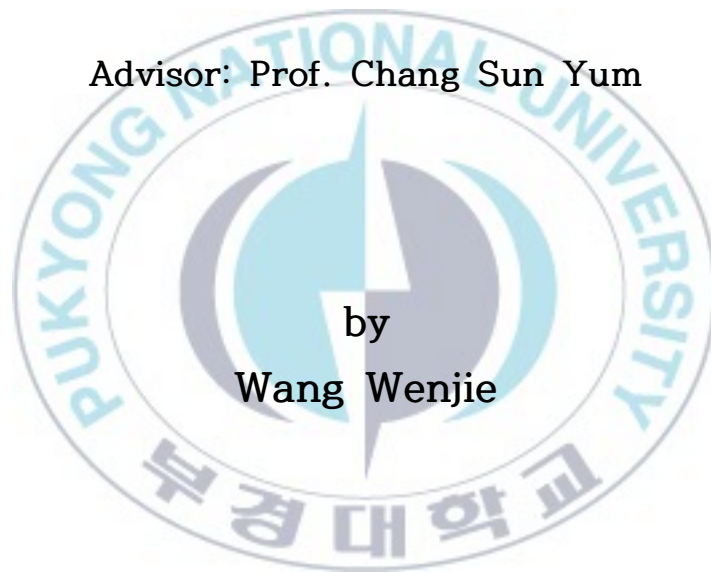 Advisor: Prof. Chang Sun Yum
PUKYONG NATIONAL UNIVERSITY
by
Wang Wenjie
부경대학교